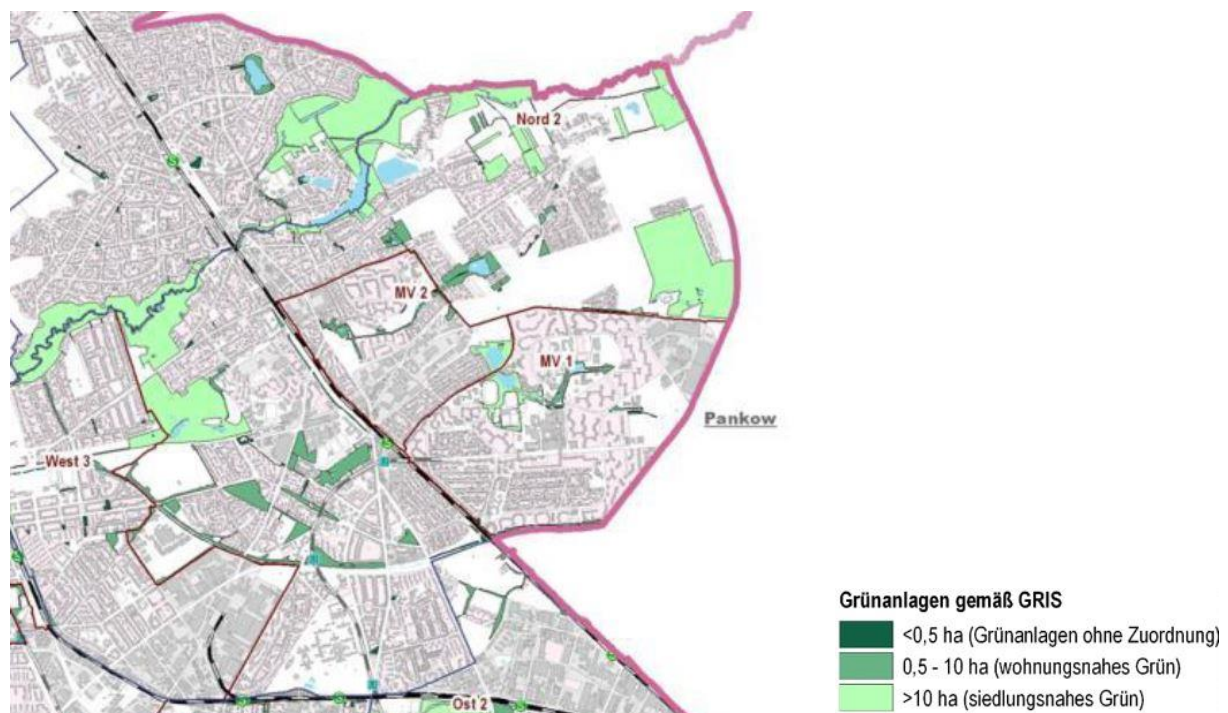 Nord 2
MV 2
MV 1
Pankow
West 3
Ost 2
Grünanlagen gemäß GRIS
<0,5 ha (Grünanlagen ohne Zuordnung)
0,5 - 10 ha (wohnungsnahes Grün)
>10 ha (siedlungsnahes Grün)